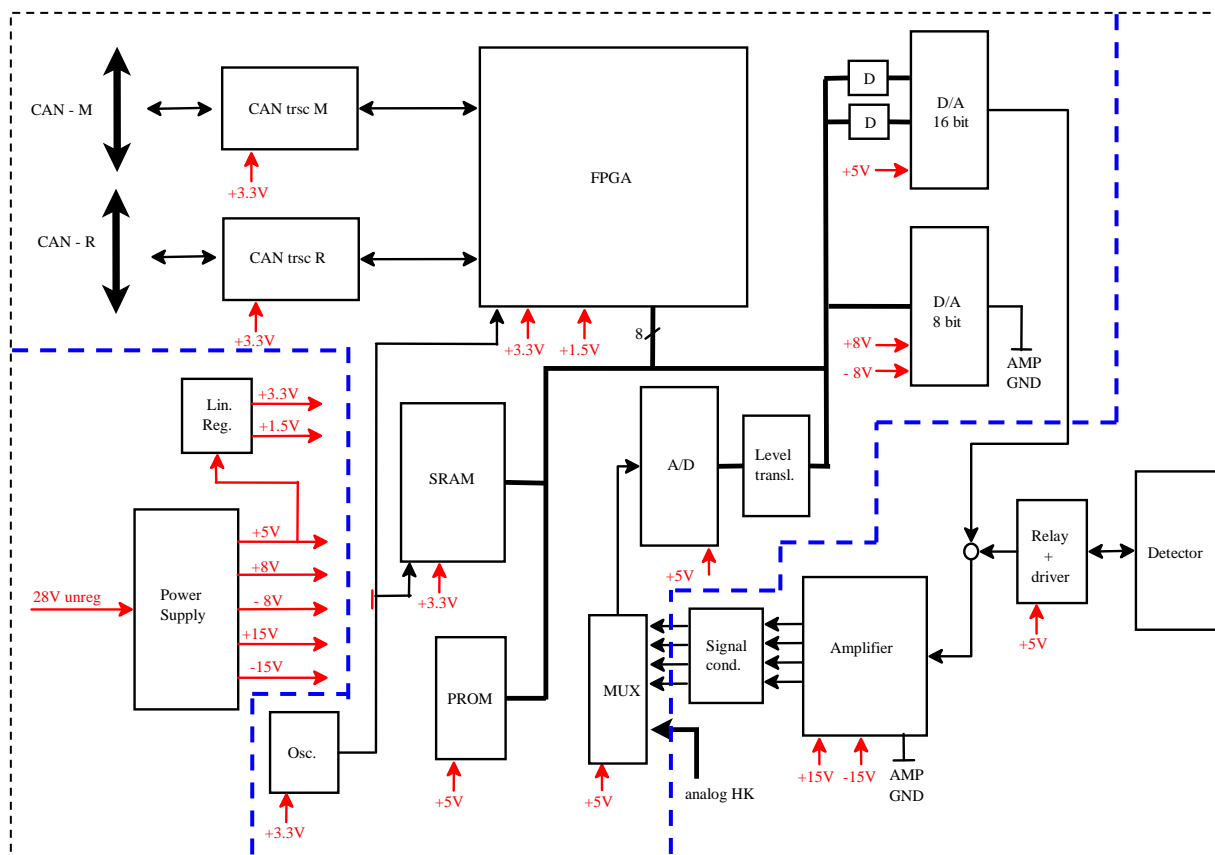 CAN - M
CAN trsc M
+3.3V
FPGA
D
D
D/A
16 bit
+5V
CAN - R
CAN trsc R
+3.3V
8
+3.3V
+1.5V
D/A
8 bit
+8V
- 8V
AMP
GND
Lin.
Reg.
+3.3V
+1.5V
SRAM
+3.3V
A/D
+5V
Level
transl.
Power
Supply
28V unreg
+5V
+8V
- 8V
+15V
-15V
Relay
+
driver
+5V
Detector
PROM
+5V
MUX
+5V
Signal
cond.
Amplifier
+15V
-15V
AMP
GND
analog HK
Osc.
+3.3V